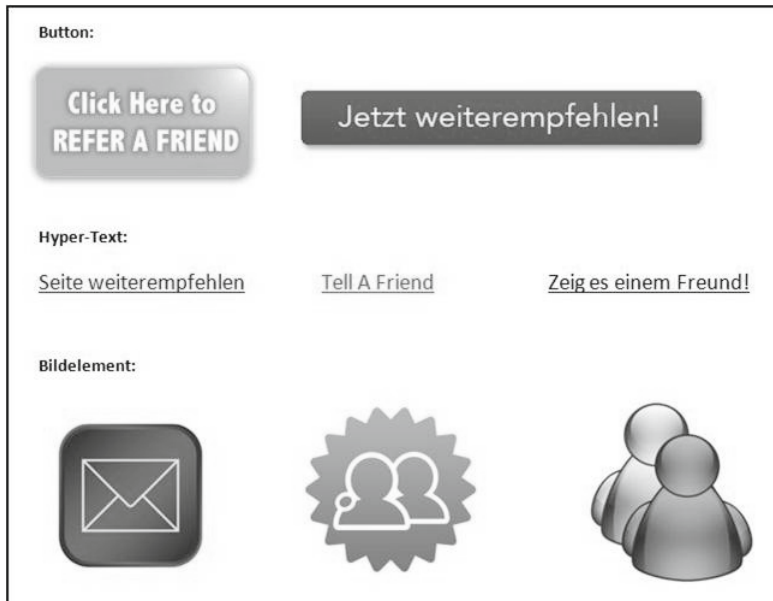 Button:
Click Here to
REFER A FRIEND
Jetzt weiterempfehlen!
Hyper-Text:
Seite weiterempfehlen
Tell A Friend
Zeig es einem Freund!
Bildelement: